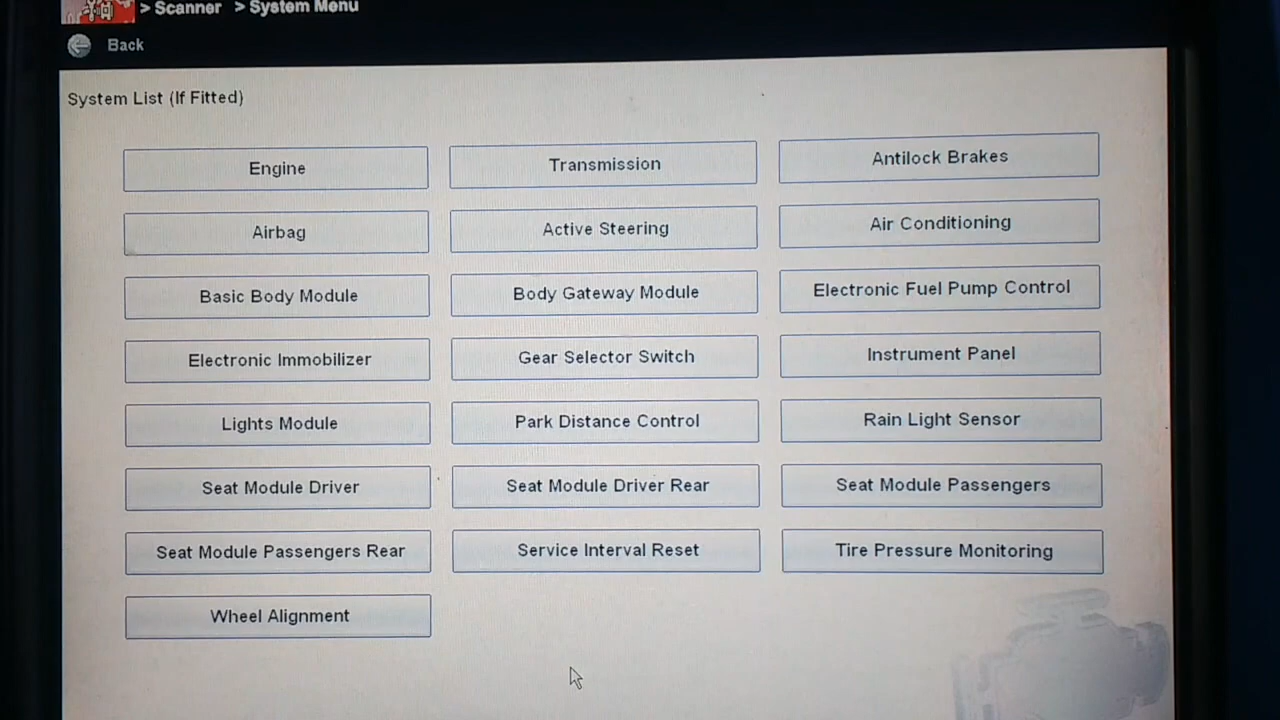 > Scanner > System Menu
Back
System List (If Fitted)
Engine
Transmission
Antilock Brakes
Airbag
Active Steering
Air Conditioning
Basic Body Module
Body Gateway Module
Electronic Fuel Pump Control
Electronic Immobilizer
Gear Selector Switch
Instrument Panel
Lights Module
Park Distance Control
Rain Light Sensor
Seat Module Driver
Seat Module Driver Rear
Seat Module Passengers
Seat Module Passengers Rear
Service Interval Reset
Tire Pressure Monitoring
Wheel Alignment